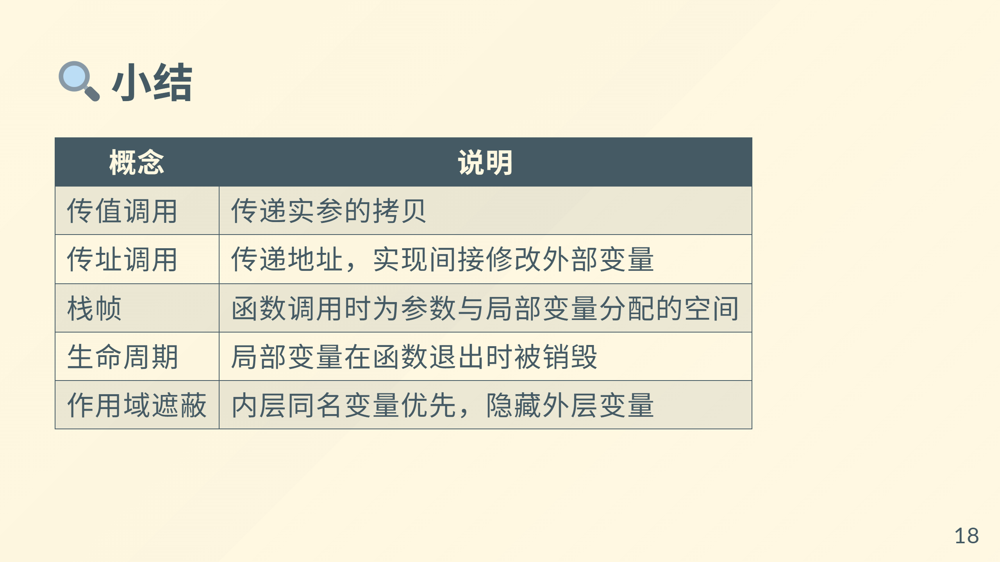 🔍 小结
概念 说明
传值调用 传递实参的拷贝
传址调用 传递地址，实现间接修改外部变量
栈帧 函数调用时为参数与局部变量分配的空间
生命周期 局部变量在函数退出时被销毁
作用域遮蔽 内层同名变量优先，隐藏外层变量
18